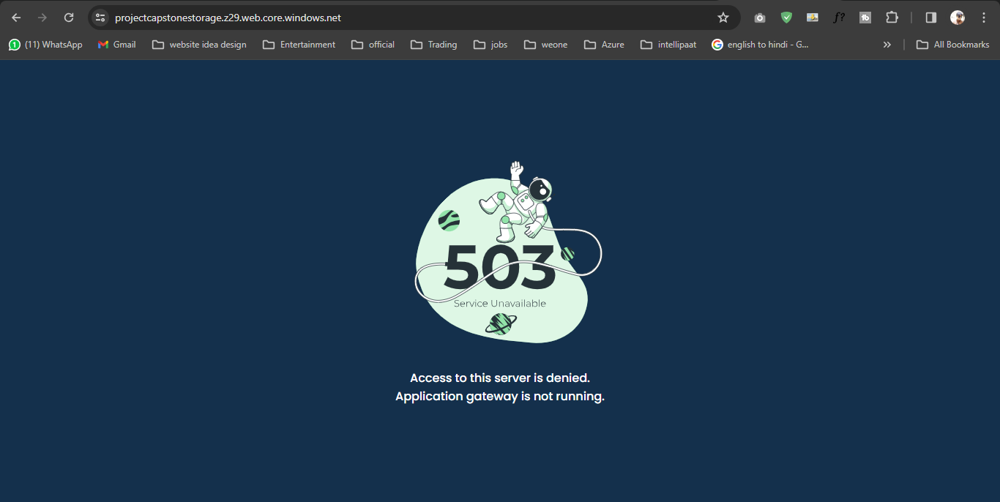 projectcapstonestorage.z29.web.core.windows.net
f?
tb
1 (11) WhatsApp Gmail website idea design Entertainment official Trading jobs weone Azure intellipaat english to hindi - G... » All Bookmarks
503
Service Unavailable
Access to this server is denied.
Application gateway is not running.